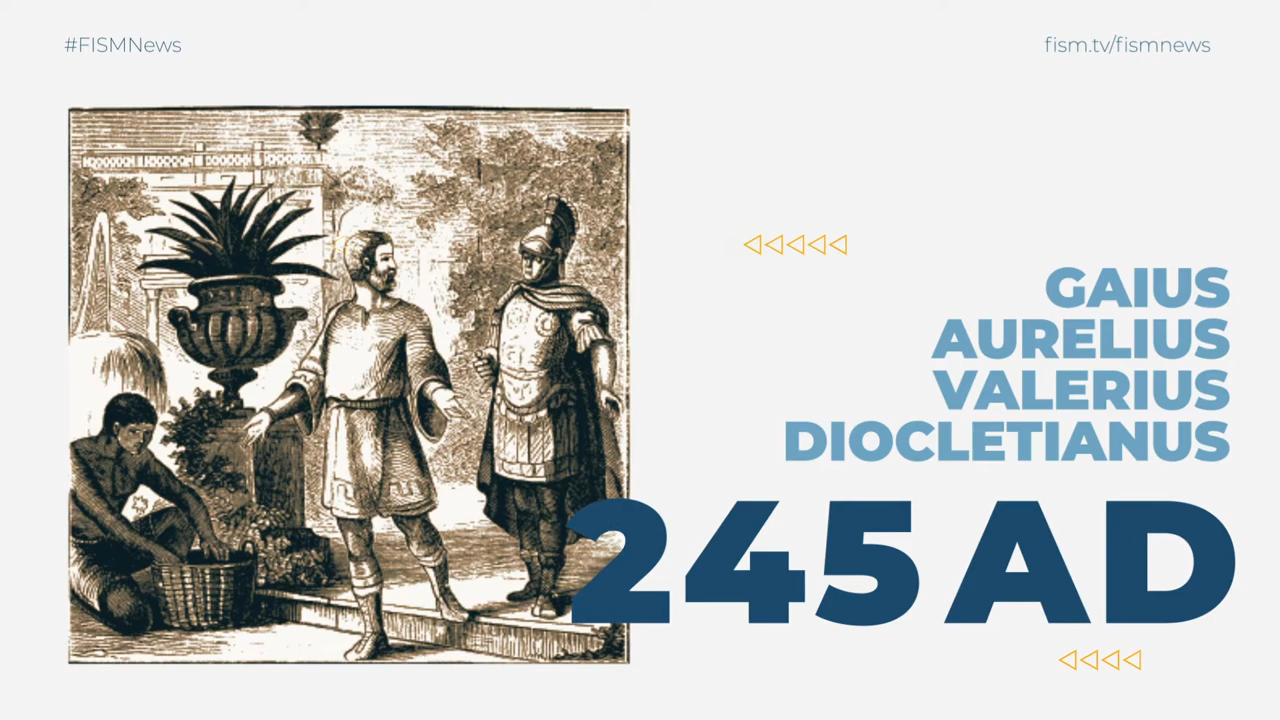 #FISMNews
fism.tv/fismnews
GAIUS
AURELIUS
VALERIUS
DIOCLETIANUS
245 AD